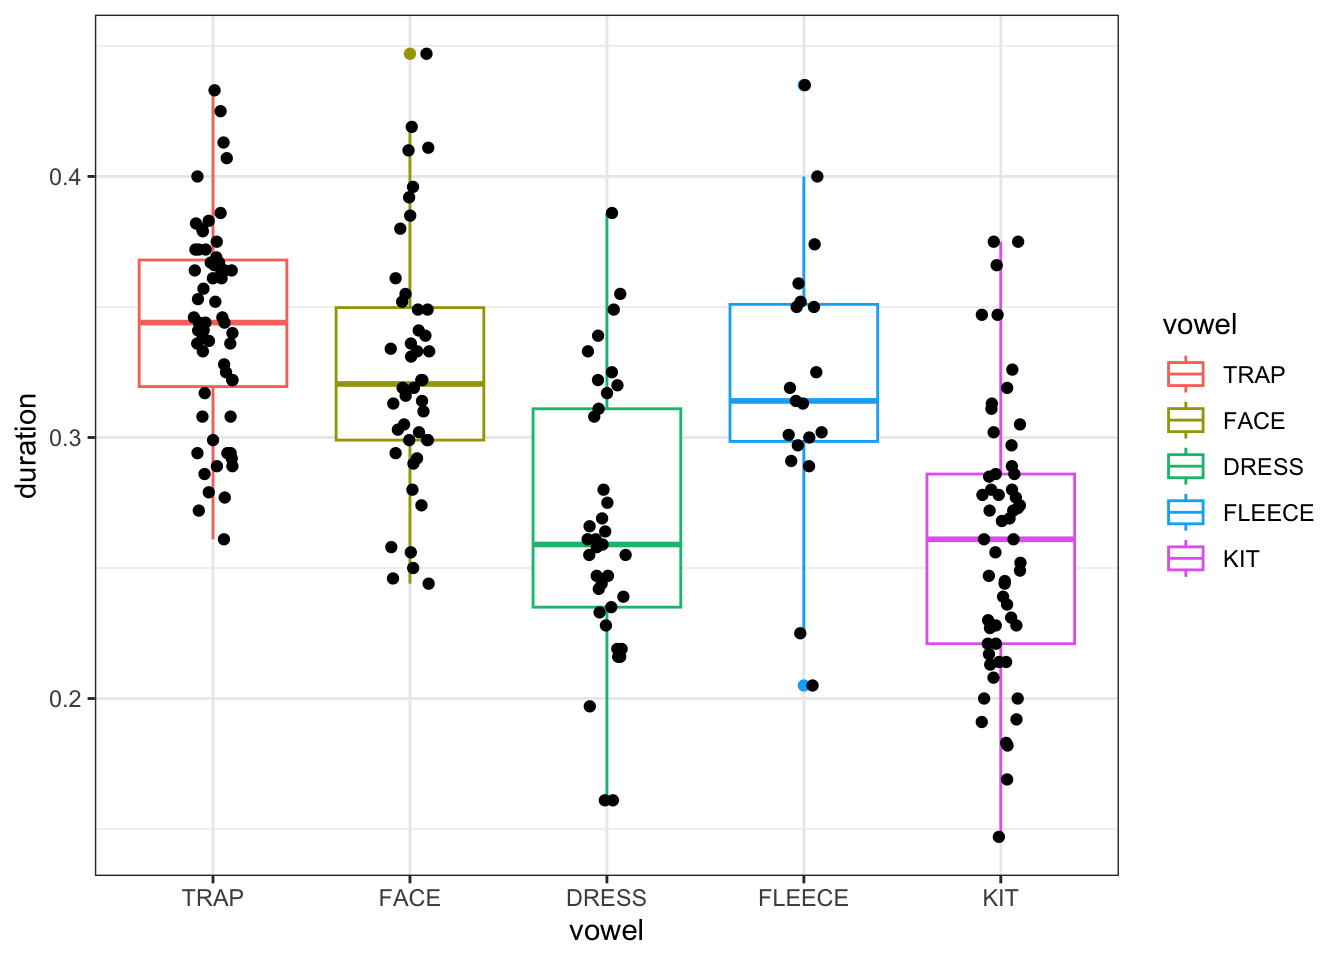 duration
0.4
0.3
0.2
TRAP
FACE
DRESS
FLEECE
KIT
vowel
vowel
TRAP
FACE
DRESS
FLEECE
KIT